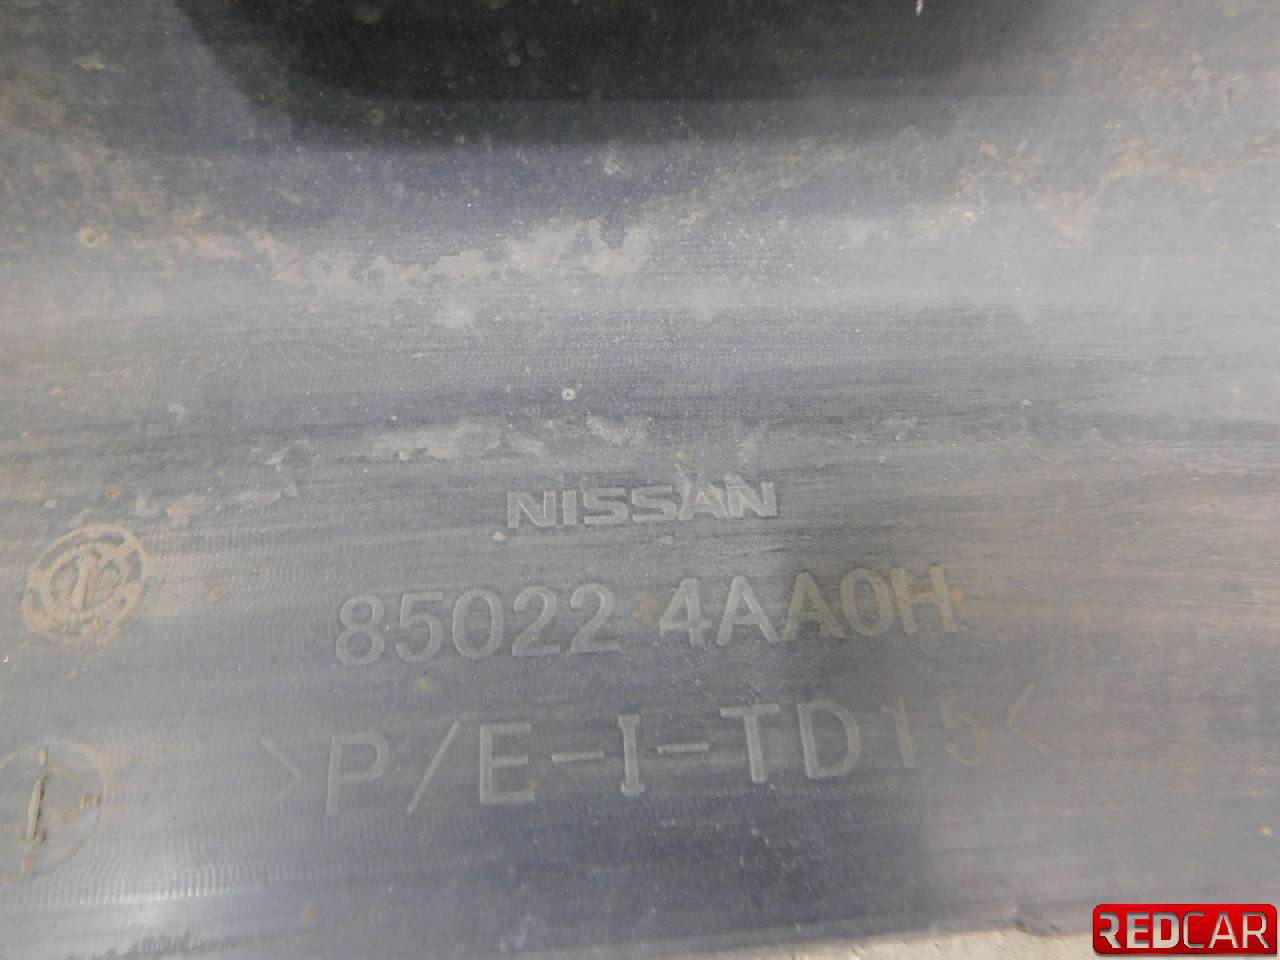 NISSAN
85022 4AA0H
>P/E-I-TD15<
REDCAR